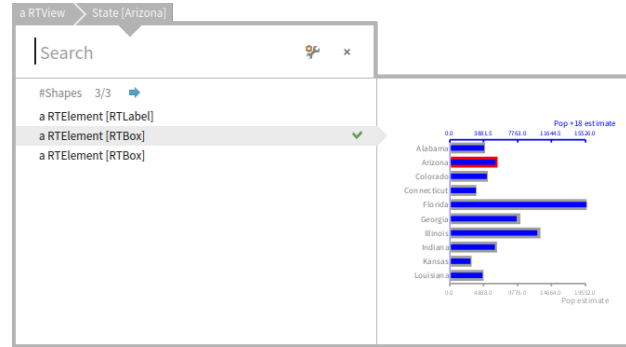 a RTView State [Arizona]
Search
#Shapes 3/3
a RTElement [RTLabel]
a RTElement [RTBox]
a RTElement [RTBox]
Pop +18 estimate
0.0 3881.5 7763.0 11644.5 15526.0
Alabama
Arizona
Colorado
Connecticut
Florida
Georgia
Illinois
Indiana
Kansas
Louisiana
0.0 4883.0 9776.0 14664.0 19552.0
Pop estimate